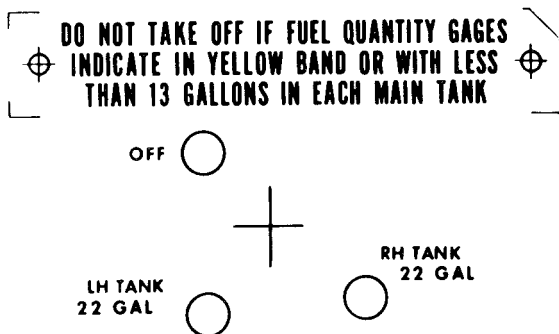 DO NOT TAKE OFF IF FUEL QUANTITY GAGES
INDICATE IN YELLOW BAND OR WITH LESS
THAN 13 GALLONS IN EACH MAIN TANK
OFF
RH TANK
22 GAL
LH TANK
22 GAL